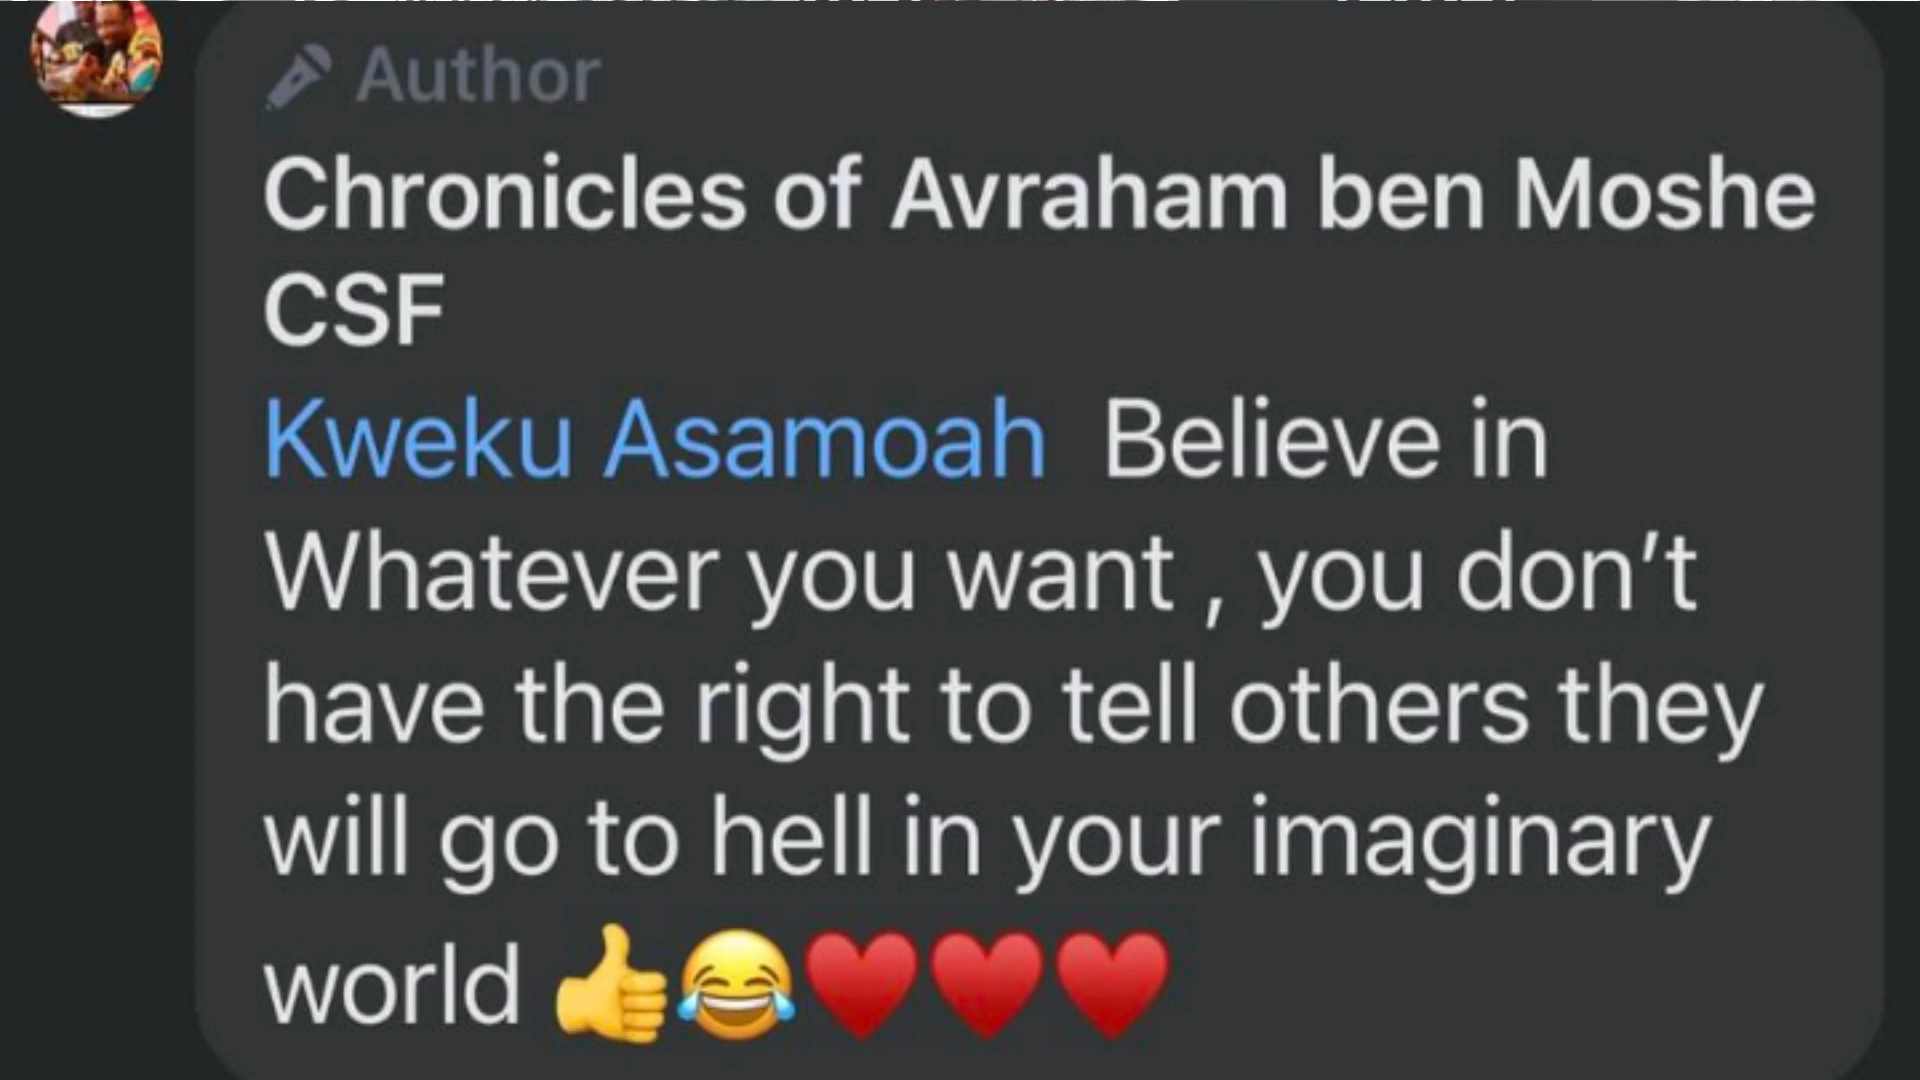 Author
Chronicles of Avraham ben Moshe
CSF
Kweku Asamoah Believe in
Whatever you want , you don’t
have the right to tell others they
will go to hell in your imaginary
world 👍😂❤️❤️❤️